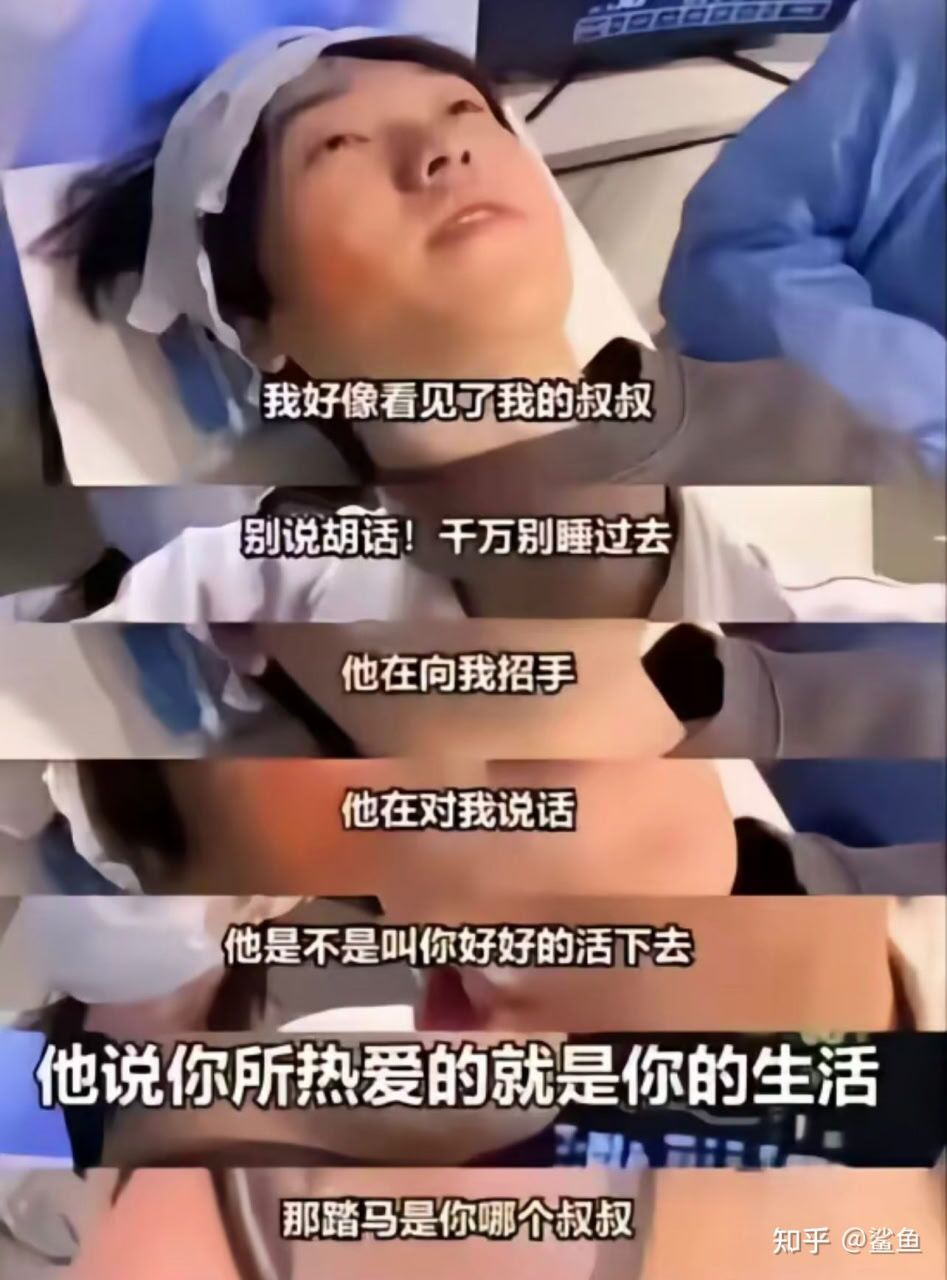 我好像看见了我的叔叔
别说胡话！千万别睡过去
他在向我招手
他在对我说话
他是不是叫你好好的活下去
他说你所热爱的就是你的生活
那踏马是你哪个叔叔
知乎 @鲨鱼